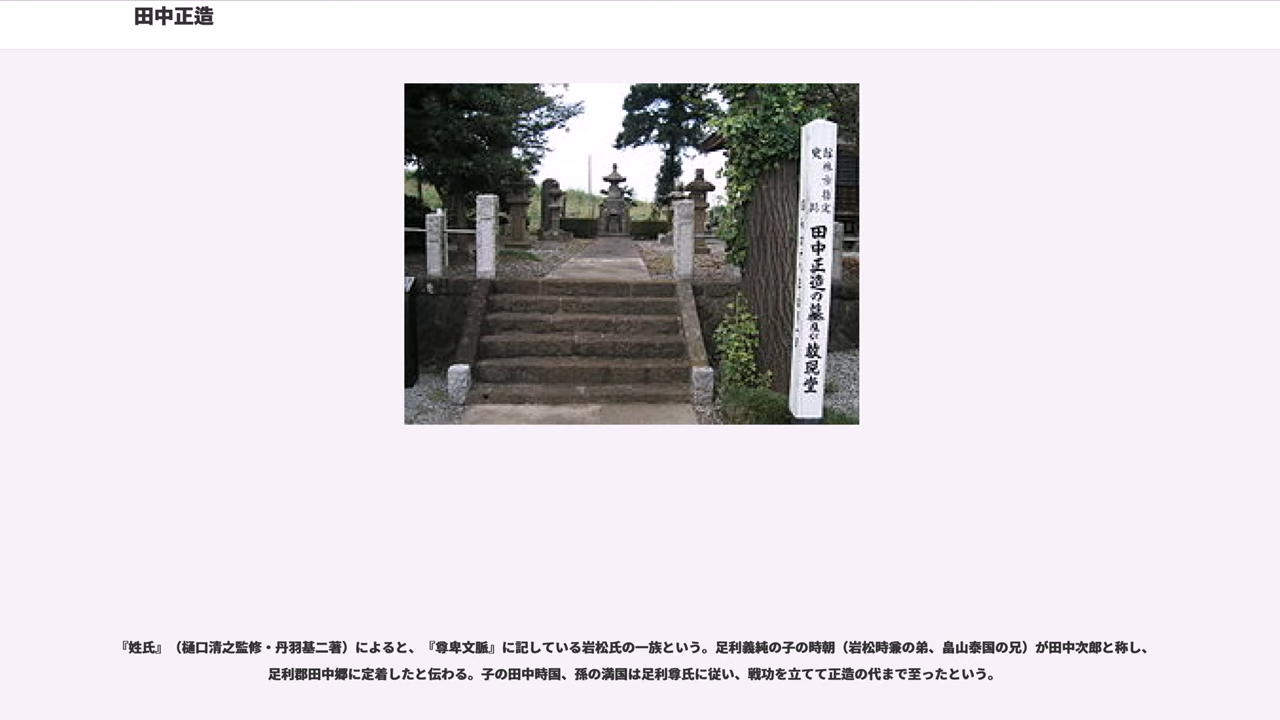 田中正造
史跡
館林市指定
田中正造の墓及び救現堂
『姓氏』（樋口清之監修・丹羽基二著）によると、『尊卑文脈』に記している岩松氏の一族という。足利義純の子の時朝（岩松時兼の弟、畠山泰国の兄）が田中次郎と称し、
足利郡田中郷に定着したと伝わる。子の田中時国、孫の満国は足利尊氏に従い、戦功を立てて正造の代まで至ったという。